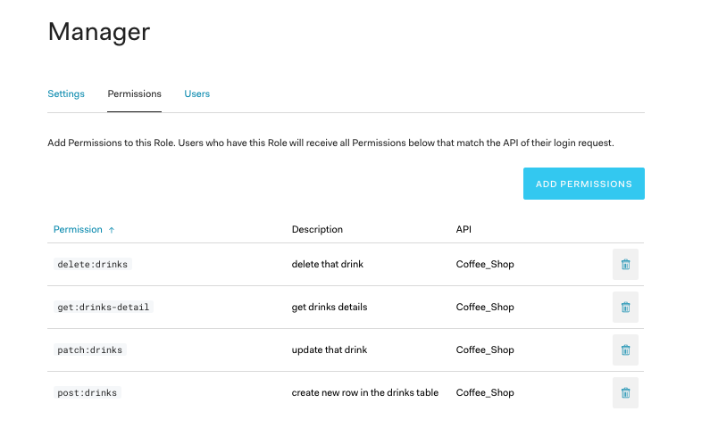 Manager
Settings Permissions Users
Add Permissions to this Role. Users who have this Role will receive all Permissions below that match the API of their login request.
ADD PERMISSIONS
Permission ↑ Description API
delete:drinks delete that drink Coffee_Shop
get:drinks-detail get drinks details Coffee_Shop
patch:drinks update that drink Coffee_Shop
post:drinks create new row in the drinks table Coffee_Shop